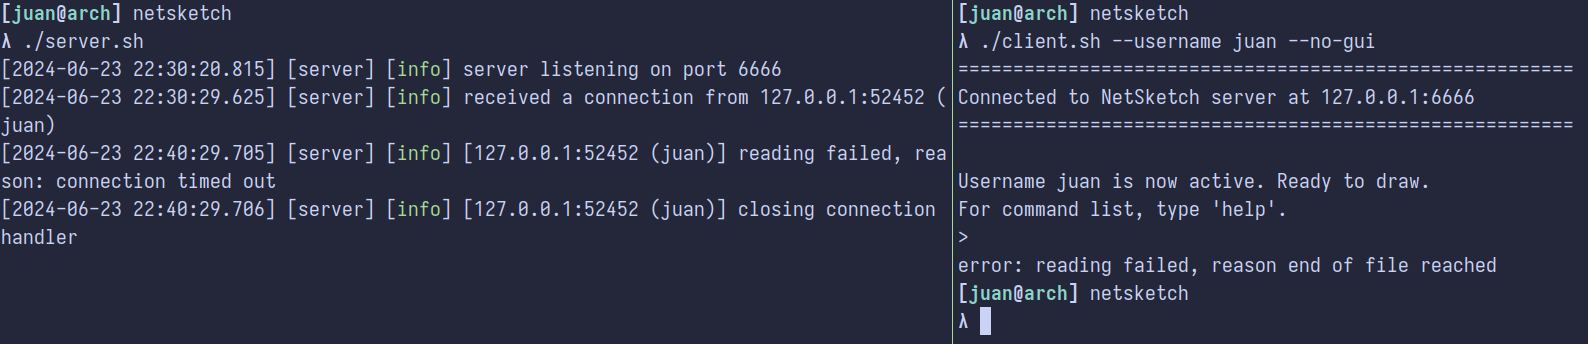 [juan@arch] netsketch
λ ./server.sh
[2024-06-23 22:30:20.815] [server] [info] server listening on port 6666
[2024-06-23 22:30:29.625] [server] [info] received a connection from 127.0.0.1:52452 (
juan)
[2024-06-23 22:40:29.705] [server] [info] [127.0.0.1:52452 (juan)] reading failed, rea
son: connection timed out
[2024-06-23 22:40:29.706] [server] [info] [127.0.0.1:52452 (juan)] closing connection
handler
[juan@arch] netsketch
λ ./client.sh --username juan --no-gui
========================================================
Connected to NetSketch server at 127.0.0.1:6666
========================================================
Username juan is now active. Ready to draw.
For command list, type 'help'.
>
error: reading failed, reason end of file reached
[juan@arch] netsketch
λ